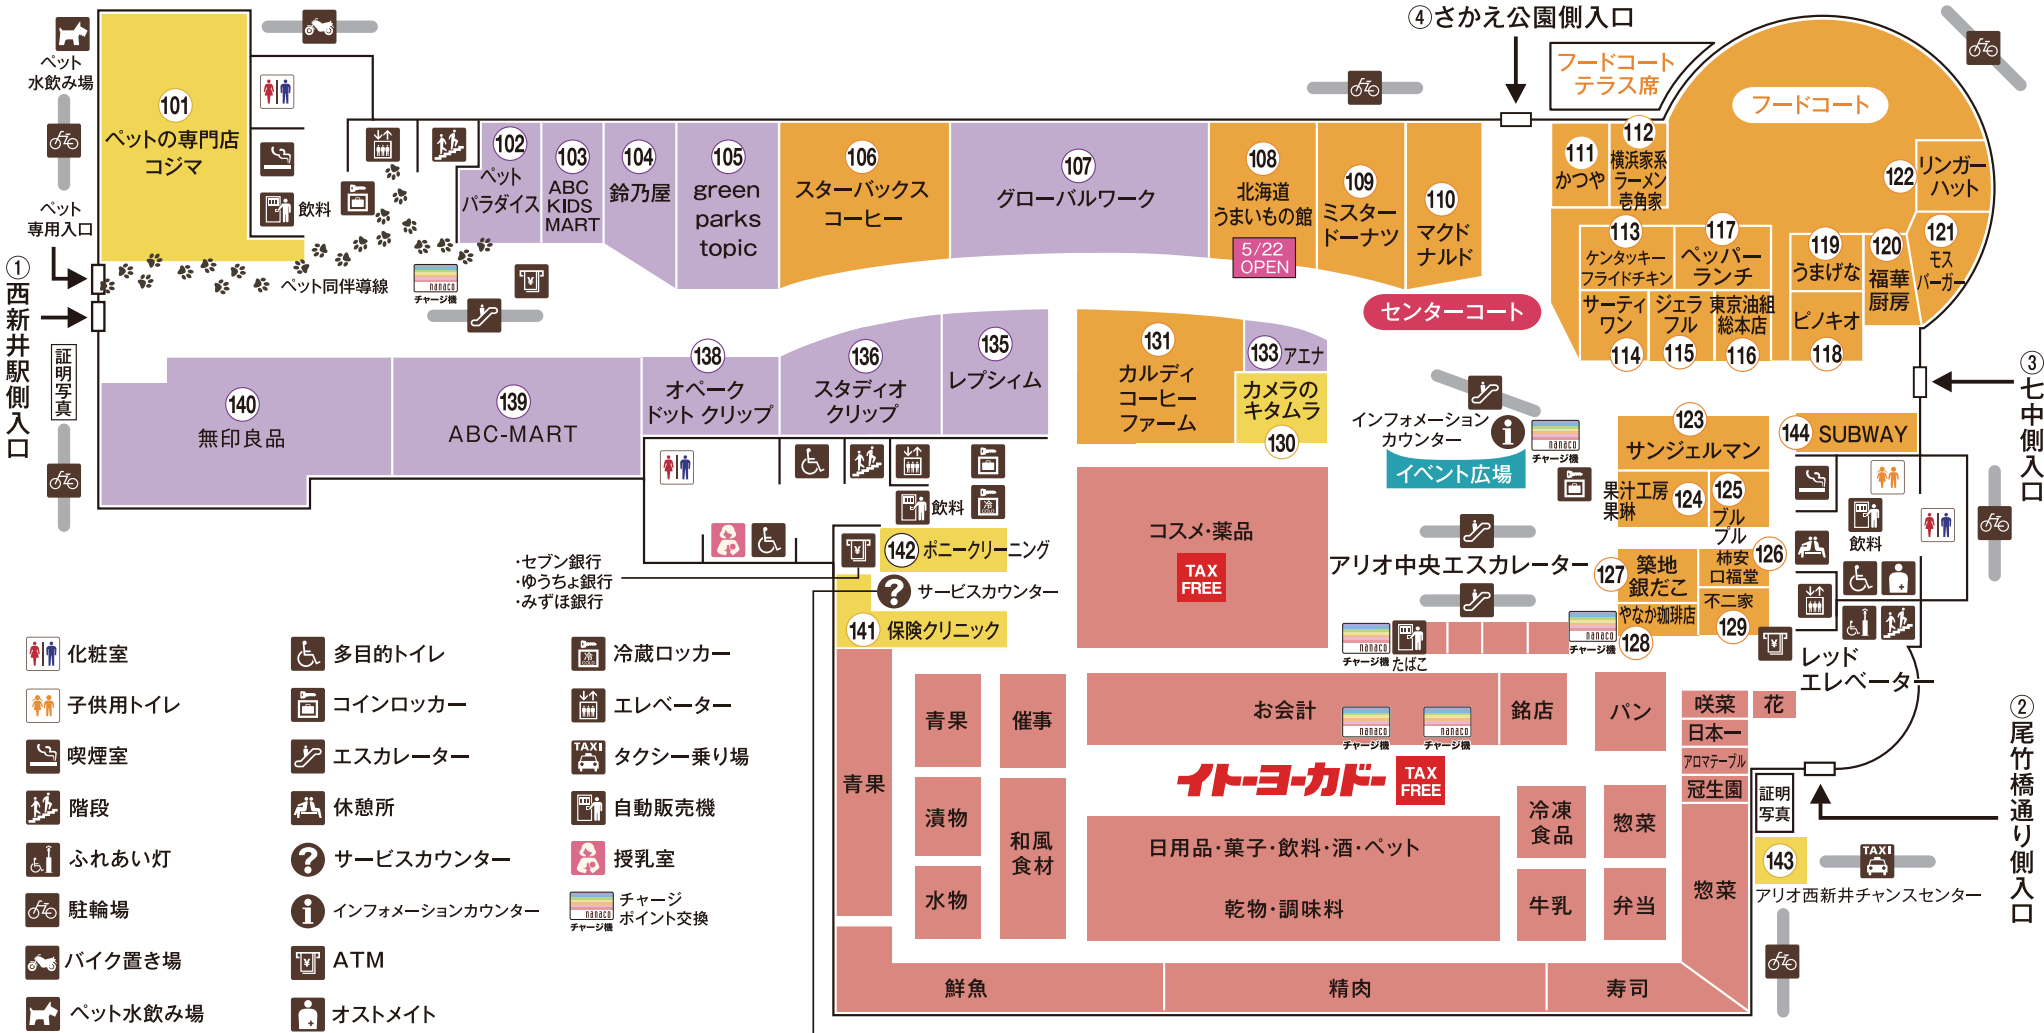 ④さかえ公園側入口
フードコート
テラス席
フードコート
ペット
水飲み場
101
ペットの専門店
コジマ
飲料
ペット
専用入口
①西新井駅側入口
ペット同伴導線
証明
写真
102
ペット
パラダイス
103
ABC
KIDS
MART
104
鈴乃屋
105
green
parks
topic
106
スターバックス
コーヒー
107
グローバルワーク
108
北海道
うまいもの館
5/22
OPEN
109
ミスター
ドーナツ
110
マクド
ナルド
111
かつや
112
横浜家系
ラーメン
壱角家
113
ケンタッキー
フライドチキン
サーティ
ワン
114
ジェラ
フル
115
東京油組
総本店
116
117
ペッパー
ランチ
119
うまげな
ピノキオ
118
120
福華
厨房
121
モス
バーガー
122
リンガー
ハット
nanaco
チャージ機
センターコート
140
無印良品
139
ABC-MART
138
オペーク
ドット クリップ
136
スタディオ
クリップ
135
レプシィム
131
カルディ
コーヒー
ファーム
133
アエナ
カメラの
キタムラ
130
インフォメーション
カウンター
nanaco
チャージ機
イベント広場
123
サンジェルマン
果汁工房
果琳
124
125
ブル
プル
144
SUBWAY
③七中側入口
飲料
飲料
冷
COLD
142
ポニークリーニング
サービスカウンター
141
保険クリニック
・セブン銀行
・ゆうちょ銀行
・みずほ銀行
コスメ・薬品
TAX
FREE
アリオ中央エスカレーター
127
築地
銀だこ
柿安
口福堂
126
やなか珈琲店
128
不二家
129
レッド
エレベーター
nanaco
チャージ機
たばこ
nanaco
チャージ機
②尾竹橋通り側入口
化粧室
子供用トイレ
喫煙室
階段
ふれあい灯
駐輪場
バイク置き場
ペット水飲み場
多目的トイレ
コインロッカー
エスカレーター
休憩所
サービスカウンター
インフォメーションカウンター
ATM
オストメイト
冷蔵ロッカー
エレベーター
TAXI
タクシー乗り場
自動販売機
授乳室
nanaco
チャージ機
チャージ
ポイント交換
青果
青果
漬物
水物
催事
和風
食材
お会計
nanaco
チャージ機
nanaco
チャージ機
銘店
パン
咲菜
花
日本一
アロマテーブル
冠生園
イトーヨーカドー
TAX
FREE
日用品・菓子・飲料・酒・ペット
乾物・調味料
冷凍
食品
惣菜
牛乳
弁当
惣菜
鮮魚
精肉
寿司
証明
写真
143
アリオ西新井チャンスセンター
TAXI